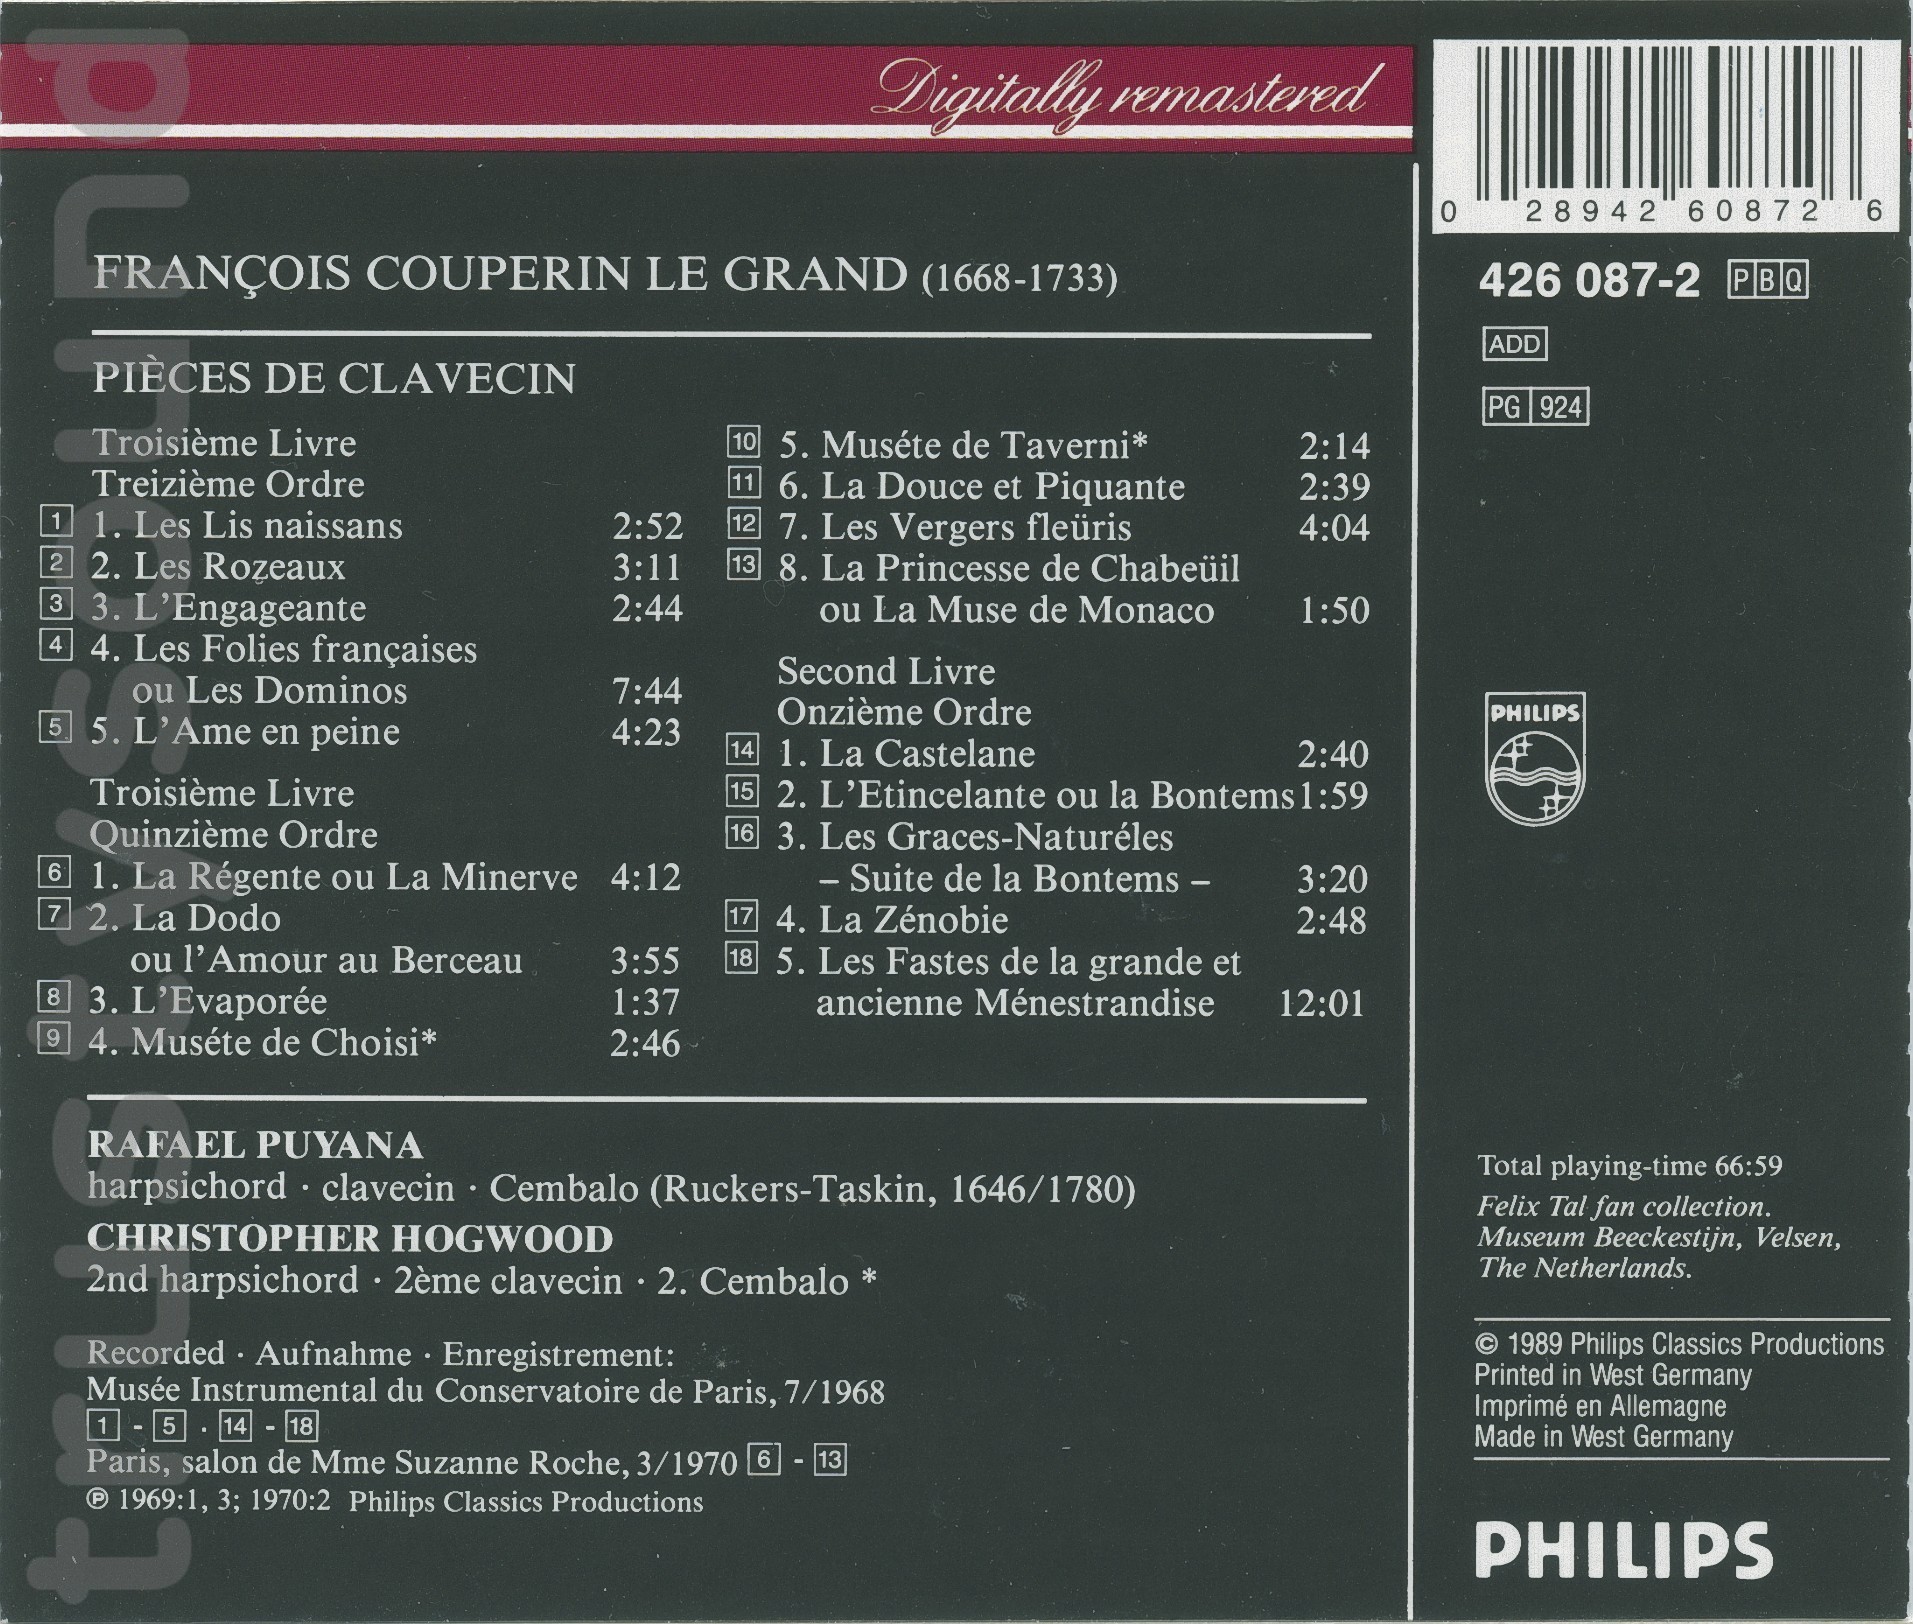 Digitally remastered
0 28942 60872 6
FRANÇOIS COUPERIN LE GRAND (1668-1733)
426 087-2 PBQ
ADD
PG 924
PIÈCES DE CLAVECIN
Troisième Livre
Treizième Ordre
1 1. Les Lis naissans 2:52
2 2. Les Rozeaux 3:11
3 3. L'Engageante 2:44
4 4. Les Folies françaises
ou Les Dominos 7:44
5 5. L'Ame en peine 4:23
Troisième Livre
Quinzième Ordre
6 1. La Régente ou La Minerve 4:12
7 2. La Dodo
ou l'Amour au Berceau 3:55
8 3. L'Evaporée 1:37
9 4. Muséte de Choisi* 2:46
10 5. Muséte de Taverni* 2:14
11 6. La Douce et Piquante 2:39
12 7. Les Vergers fleüris 4:04
13 8. La Princesse de Chabeüil
ou La Muse de Monaco 1:50
Second Livre
Onzième Ordre
14 1. La Castelane 2:40
15 2. L'Etincelante ou la Bontems 1:59
16 3. Les Graces-Naturéles
– Suite de la Bontems – 3:20
17 4. La Zénobie 2:48
18 5. Les Fastes de la grande et
ancienne Ménestrandise 12:01
RAFAEL PUYANA
harpsichord · clavecin · Cembalo (Ruckers-Taskin, 1646/1780)
CHRISTOPHER HOGWOOD
2nd harpsichord · 2ème clavecin · 2. Cembalo *
Recorded · Aufnahme · Enregistrement:
Musée Instrumental du Conservatoire de Paris, 7/1968
1 - 5 · 14 - 18
Paris, salon de Mme Suzanne Roche, 3/1970 6 - 13
℗ 1969:1, 3; 1970:2 Philips Classics Productions
PHILIPS
Total playing-time 66:59
Felix Tal fan collection.
Museum Beeckestijn, Velsen,
The Netherlands.
© 1989 Philips Classics Productions
Printed in West Germany
Imprimé en Allemagne
Made in West Germany
PHILIPS
trustvsound